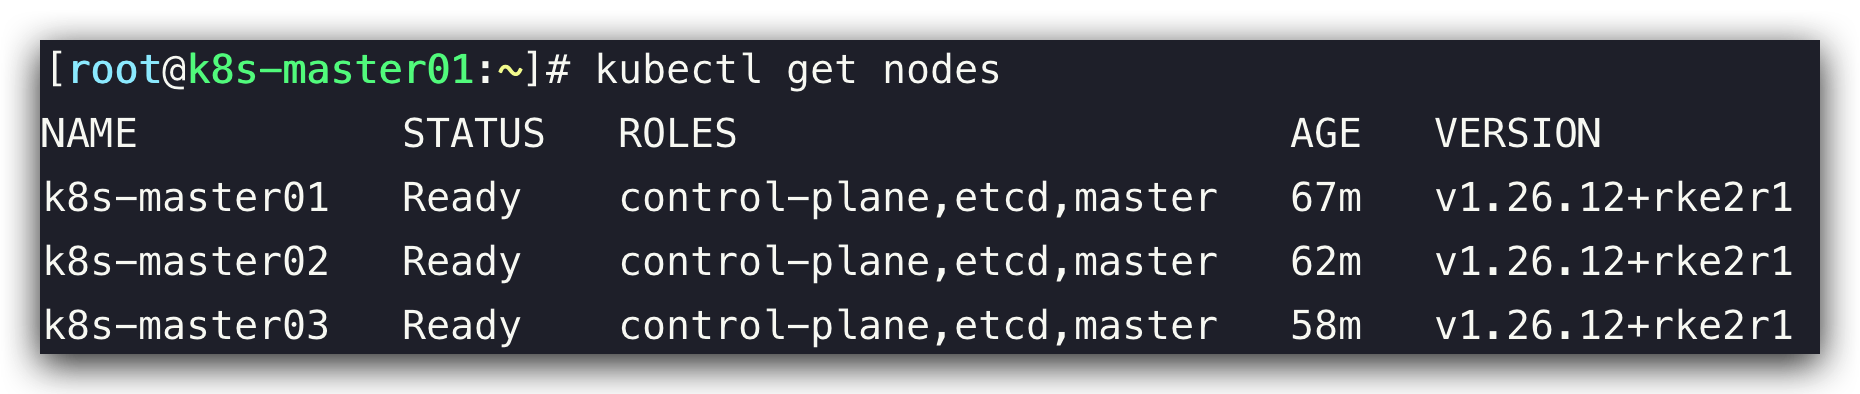 [root@k8s-master01:~]# kubectl get nodes
NAME           STATUS   ROLES                       AGE   VERSION
k8s-master01   Ready    control-plane,etcd,master   67m   v1.26.12+rke2r1
k8s-master02   Ready    control-plane,etcd,master   62m   v1.26.12+rke2r1
k8s-master03   Ready    control-plane,etcd,master   58m   v1.26.12+rke2r1